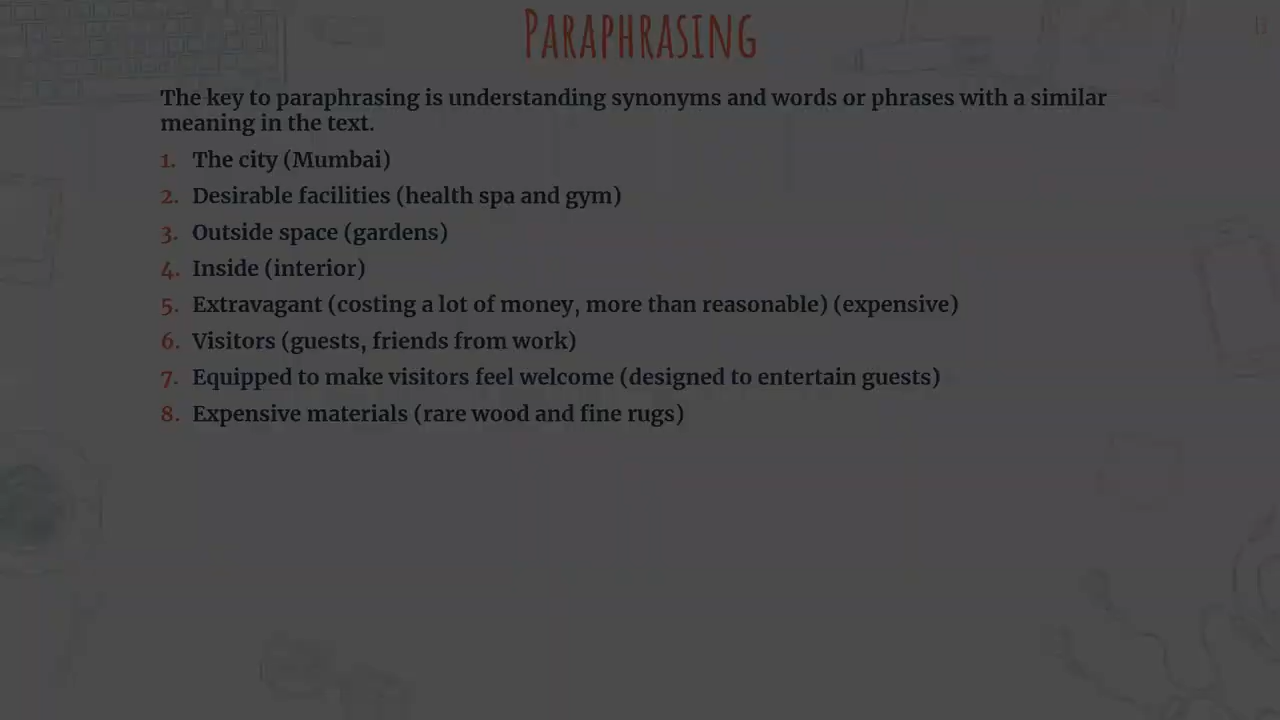 PARAPHRASING
The key to paraphrasing is understanding synonyms and words or phrases with a similar
meaning in the text.
1. The city (Mumbai)
2. Desirable facilities (health spa and gym)
3. Outside space (gardens)
4. Inside (interior)
5. Extravagant (costing a lot of money, more than reasonable) (expensive)
6. Visitors (guests, friends from work)
7. Equipped to make visitors feel welcome (designed to entertain guests)
8. Expensive materials (rare wood and fine rugs)